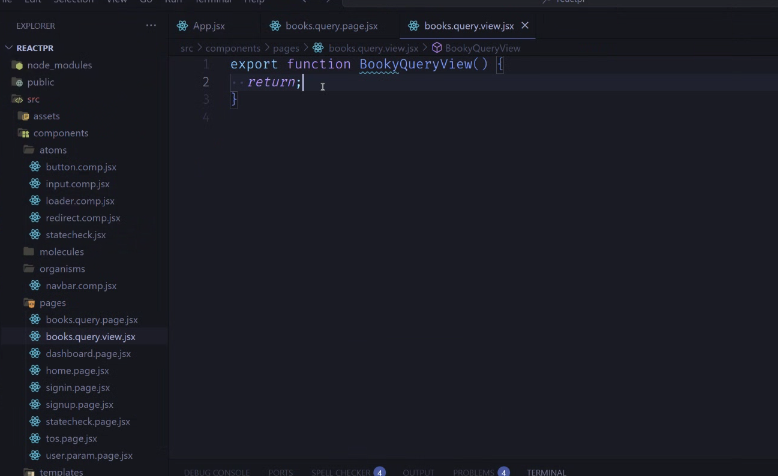 Edit Selection View Go Run Terminal Help
reactpr
EXPLORER ...
App.jsx books.query.page.jsx books.query.view.jsx
REACTPR
src > components > pages > books.query.view.jsx > BookyQueryView
node_modules
public
src
assets
components
atoms
button.comp.jsx
input.comp.jsx
loader.comp.jsx
redirect.comp.jsx
statecheck.jsx
molecules
organisms
navbar.comp.jsx
pages
books.query.page.jsx
books.query.view.jsx
dashboard.page.jsx
home.page.jsx
signin.page.jsx
signup.page.jsx
statecheck.page.jsx
tos.page.jsx
user.param.page.jsx
templates
1 export function BookyQueryView() {
2 return;
3 }
4
DEBUG CONSOLE PORTS SPELL CHECKER 4 OUTPUT PROBLEMS 4 TERMINAL